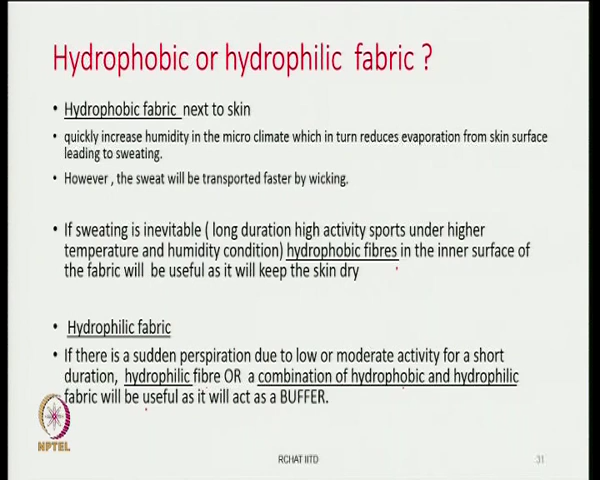 Hydrophobic or hydrophilic fabric ?
• Hydrophobic fabric next to skin
• quickly increase humidity in the micro climate which in turn reduces evaporation from skin surface
leading to sweating.
• However , the sweat will be transported faster by wicking.
• If sweating is inevitable ( long duration high activity sports under higher
temperature and humidity condition) hydrophobic fibres in the inner surface of
the fabric will be useful as it will keep the skin dry
• Hydrophilic fabric
• If there is a sudden perspiration due to low or moderate activity for a short
duration, hydrophilic fibre OR a combination of hydrophobic and hydrophilic
fabric will be useful as it will act as a BUFFER.
NPTEL
RCHAT IITD
31